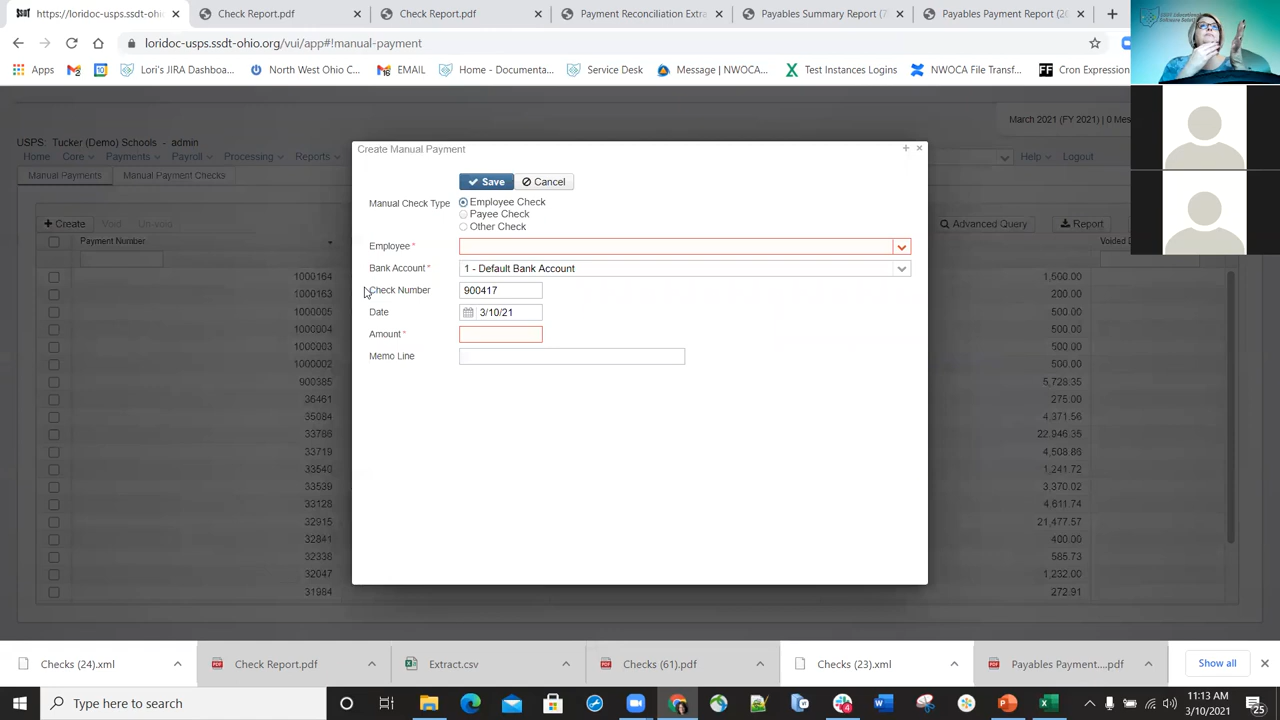 https://loridoc-usps.ssdt-ohio Check Report.pdf Check Report.pdf Payment Reconciliation Extra Payables Summary Report (7 Payables Payment Report (2
loridoc-usps.ssdt-ohio.org/vui/app#!manual-payment
Apps Lori's JIRA Dashboa... North West Ohio C... EMAIL Home - Documenta... Service Desk Message | NWOCA... Test Instances Logins NWOCA File Transf... Cron Expression
March 2021 (FY 2021) | 0 Mes
USPS: Tucker (Demo) Schools - admin
Home Core Payments Payroll Processing Reports Help Logout
Manual Payments Manual Payment Checks
Create Void Un-void Advanced Query Report
Payment Number Voided D
1000164 1,500.00
1000163 500.00
1000005 500.00
1000004 500.00
1000003 500.00
1000002 500.00
900385 5,728.35
36461 275.00
35084 4,371.56
33786 22,946.35
33719 4,508.86
33540 1,241.72
33539 3,370.02
33128 4,611.74
32915 21,477.57
32841 400.00
32338 585.73
32047 1,232.00
31984 272.91
Create Manual Payment
Save Cancel
Manual Check Type Employee Check
Payee Check
Other Check
Employee *
Bank Account * 1 - Default Bank Account
Check Number 900417
Date 3/10/21
Amount *
Memo Line
Checks (24).xml Check Report.pdf Extract.csv Checks (61).pdf Checks (23).xml Payables Payment....pdf Show all
Type here to search
11:13 AM
3/10/2021
25